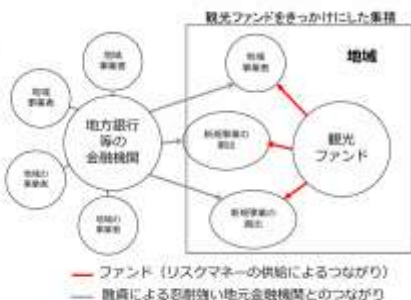 観光ファンドをきっかけにした集積
地域
地域
事業者
地域
事業者
地域
事業者
地域の
事業者
地域の
事業者
地方銀行
等の
金融機関
新規事業の
創出
新規事業の
創出
観光
ファンド
ファンド（リスクマネーの供給によるつながり）
融資による忍耐強い地元金融機関とのつながり